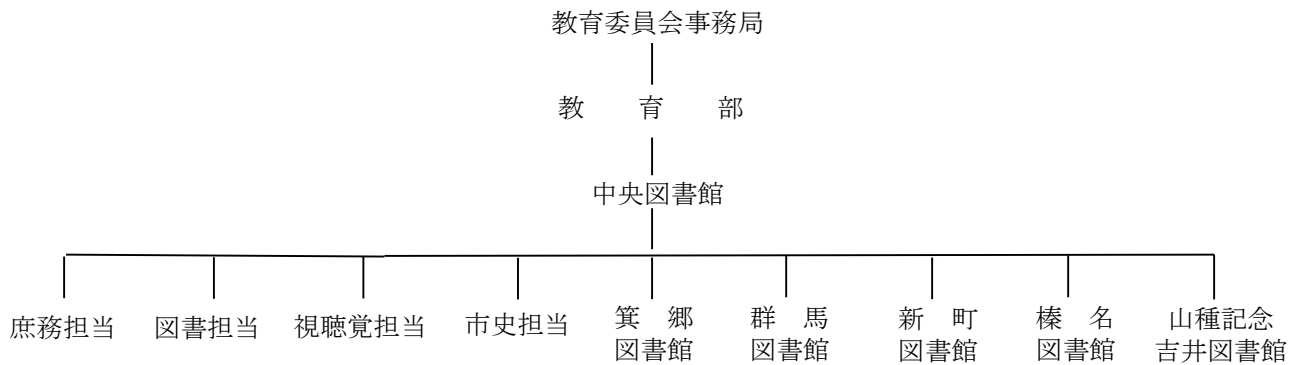 教育委員会事務局
教　育　部
中央図書館
庶務担当
図書担当
視聴覚担当
市史担当
箕　郷
図書館
群　馬
図書館
新　町
図書館
榛　名
図書館
山種記念
吉井図書館